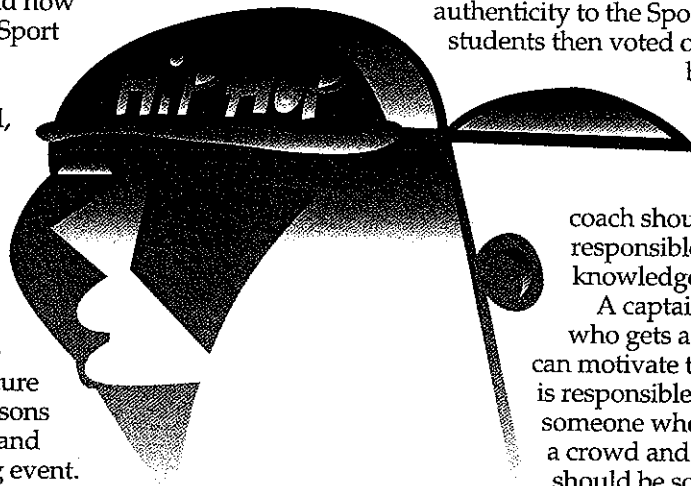 d how
Sport
authenticity to the Spo
students then voted o
HIP HOP
coach shou
responsible
knowledge
A captai
who gets a
can motivate t
is responsible
someone who
a crowd and
should be so
ture
sons
and
g event.